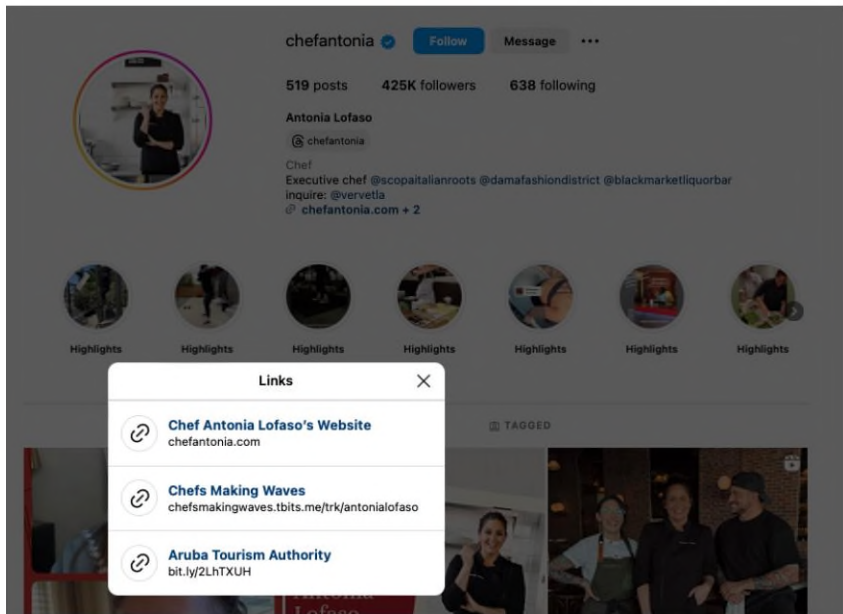 chefantonia Follow Message •••
519 posts 425K followers 638 following
Antonia Lofaso
chefantonia
Chef
Executive chef @scopaitalianroots @damafashiondistrict @blackmarketliquorbar
inquire: @vervetla
chefantonia.com + 2
Highlights Highlights Highlights Highlights Highlights Highlights Highlights
Links
TAGGED
Chef Antonia Lofaso's Website
chefantonia.com
Chefs Making Waves
chefsmakingwaves.tbits.me/trk/antonialofaso
Aruba Tourism Authority
bit.ly/2LhTXUH
Antonia
Lofaso